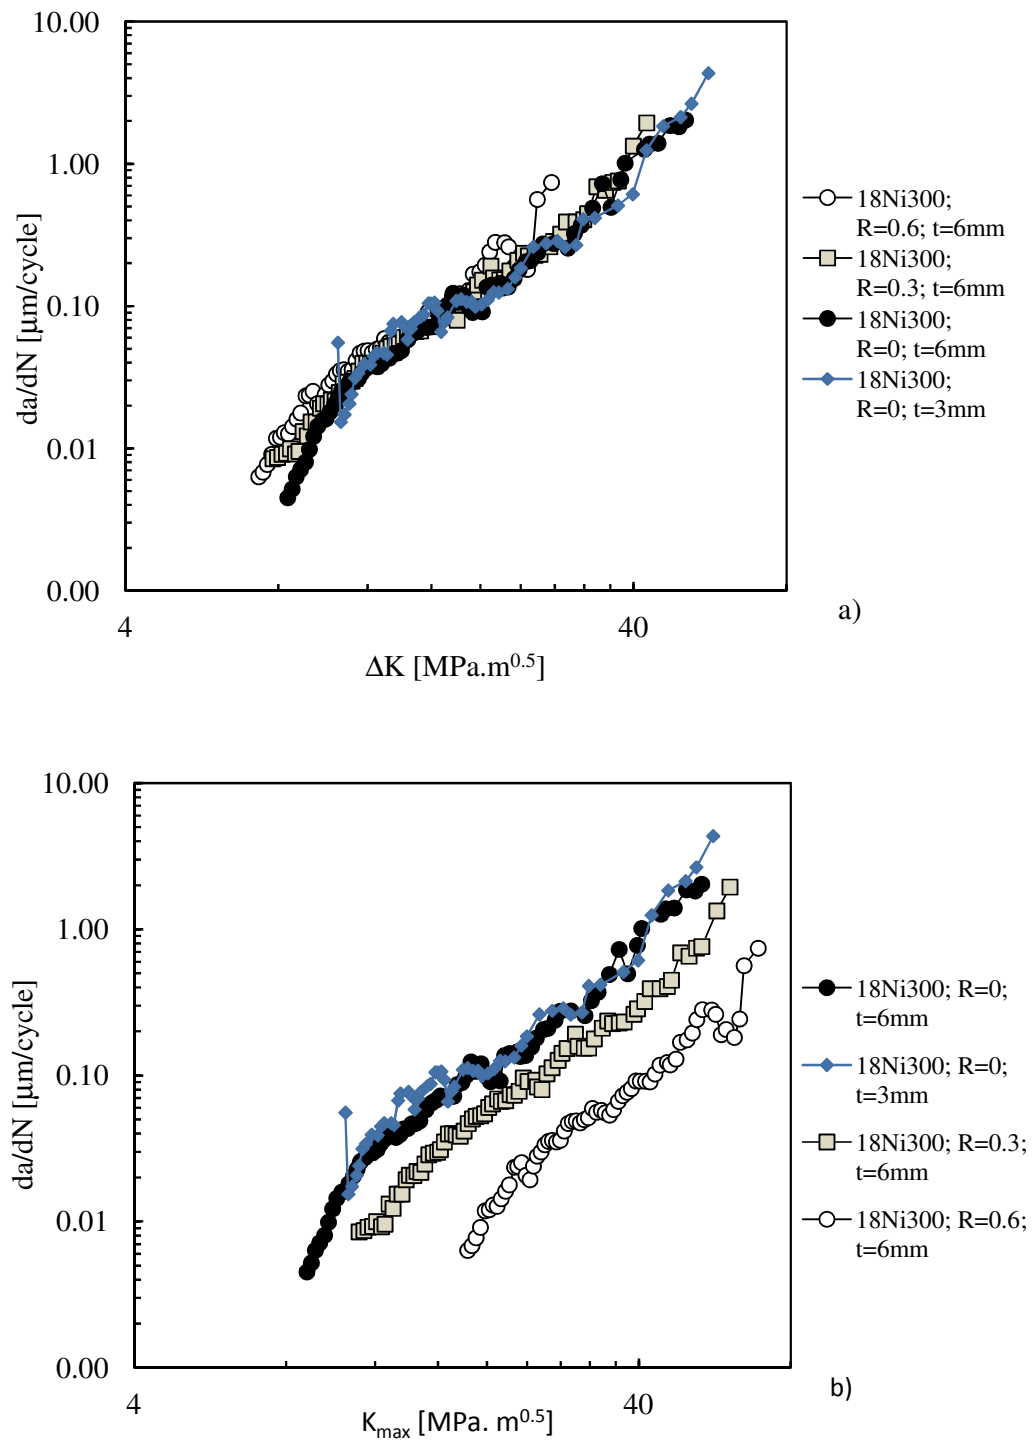 10.00
1.00
0.10
0.01
0.00
da/dN [µm/cycle]
4
40
ΔK [MPa.m^0.5]
18Ni300;
R=0.6; t=6mm
18Ni300;
R=0.3; t=6mm
18Ni300;
R=0; t=6mm
18Ni300;
R=0; t=3mm
a)
10.00
1.00
0.10
0.01
0.00
da/dN [µm/cycle]
4
40
K_max [MPa. m^0.5]
18Ni300; R=0;
t=6mm
18Ni300; R=0;
t=3mm
18Ni300; R=0.3;
t=6mm
18Ni300; R=0.6;
t=6mm
b)